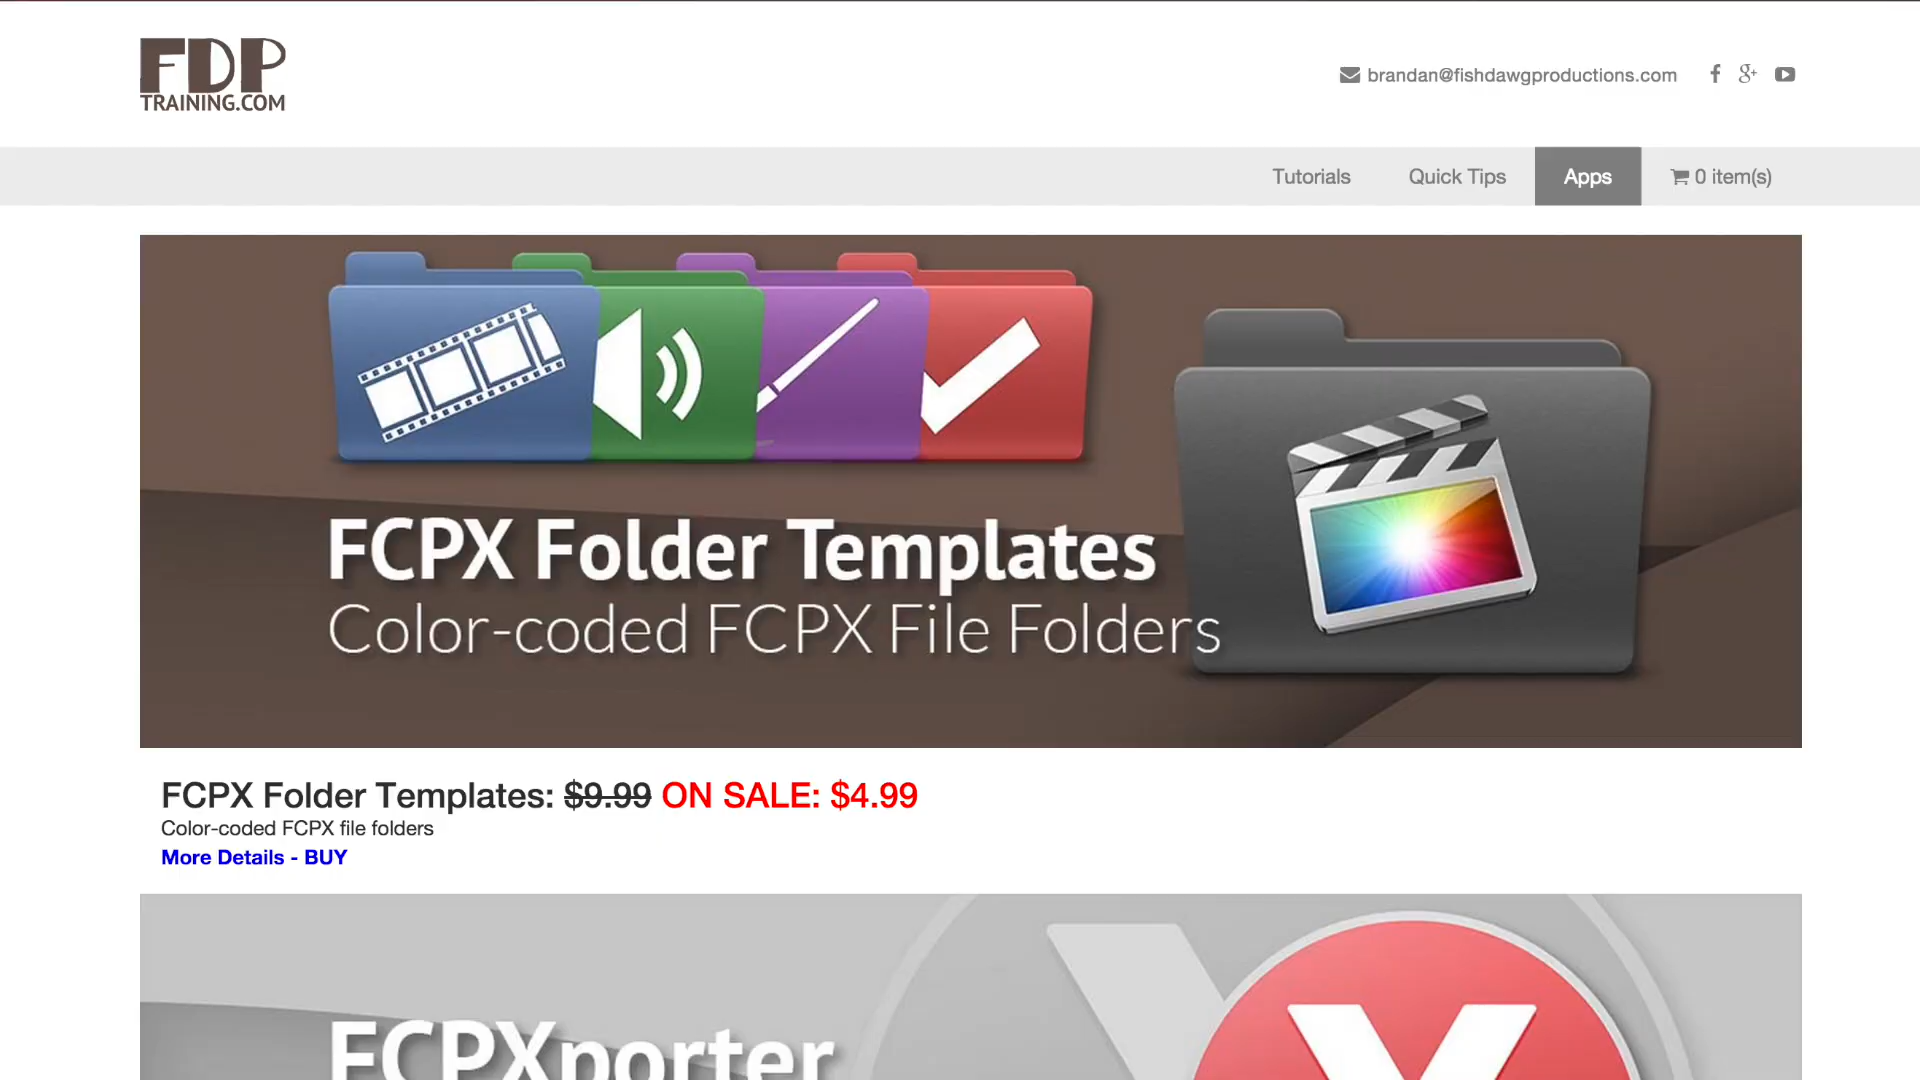 FDP
TRAINING.COM
brandan@fishdawgproductions.com
Tutorials
Quick Tips
Apps
0 item(s)
FCPX Folder Templates
Color-coded FCPX File Folders
FCPX Folder Templates: $9.99 ON SALE: $4.99
Color-coded FCPX file folders
More Details - BUY
FCPXporter